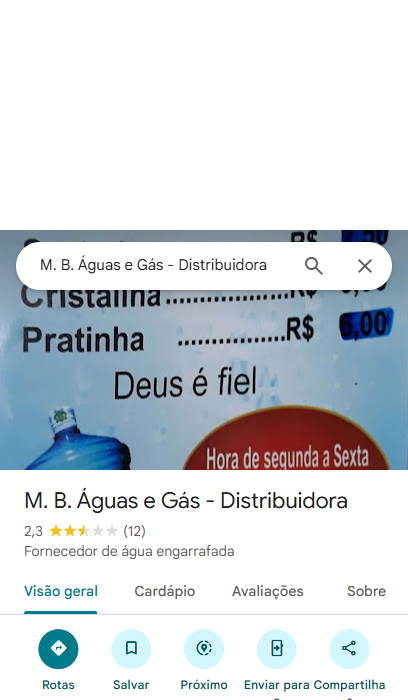 R$
M. B. Águas e Gás - Distribuidora
Cristalina..................R$
Pratinha ................R$ 6,00
Deus é fiel
Hora de segunda a Sexta
M. B. Águas e Gás - Distribuidora
2,3 (12)
Fornecedor de água engarrafada
Visão geral Cardápio Avaliações Sobre
Rotas Salvar Próximo Enviar para Compartilha